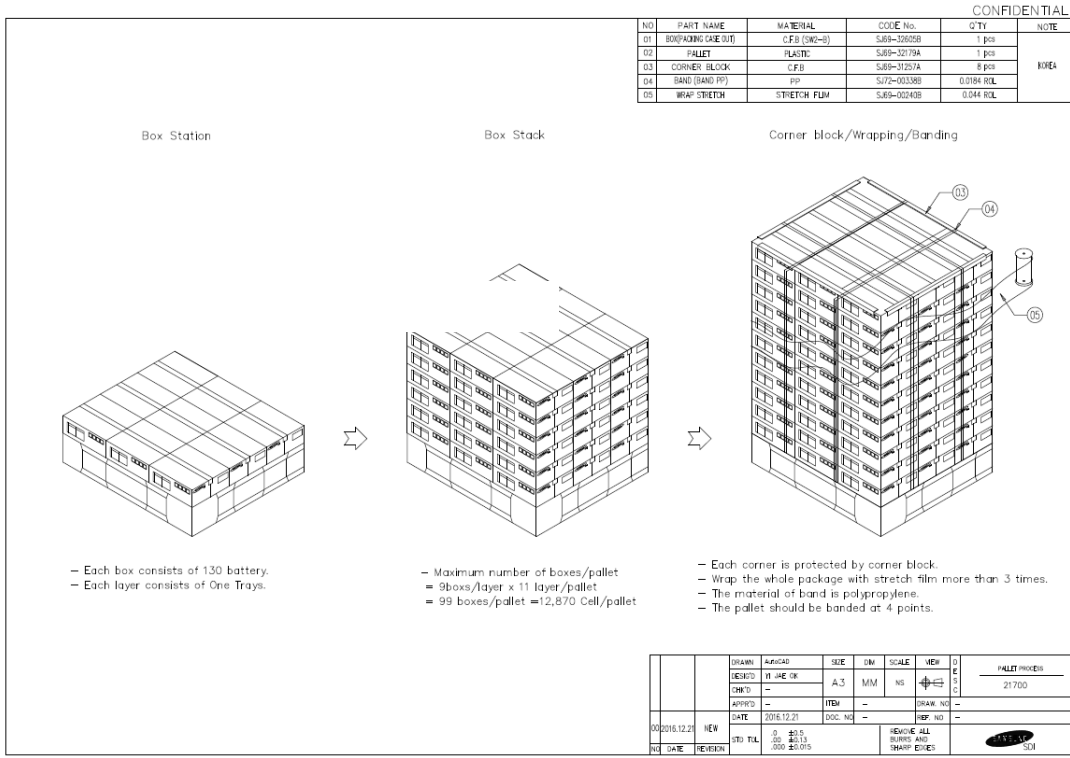 CONFIDENTIAL
NO PART NAME MATERIAL CODE No. Q'TY NOTE
01 BOX(PACKING CASE OUT) C.F.B (SW2-B) SJ69-32605B 1 pcs
02 PALLET PLASTIC SJ69-32179A 1 pcs
03 CORNER BLOCK C.F.B SJ69-31257A 8 pcs KOREA
04 BAND (BAND PP) PP SJ72-00338B 0.0184 ROL
05 WRAP STRETCH STRETCH FLIM SJ69-00240B 0.044 ROL
Box Station
Box Stack
Corner block/Wrapping/Banding
03
04
05
- Each box consists of 130 battery.
- Each layer consists of One Trays.
- Maximum number of boxes/pallet
= 9boxs/layer x 11 layer/pallet
= 99 boxes/pallet =12,870 Cell/pallet
- Each corner is protected by corner block.
- Wrap the whole package with stretch film more than 3 times.
- The material of band is polypropylene.
- The pallet should be banded at 4 points.
DRAWN AutoCAD SIZE DIM SCALE VIEW DESC PALLET PROCESS
DESIG'D YI JAE OK A3 MM NS 21700
CHK'D -
APPR'D - ITEM - DRAW. NO -
DATE 2016.12.21 DOC. NO - REF. NO -
00 2016.12.21 NEW
NO DATE REVISION
STD TOL .0 ±0.5
.00 ±0.13
.000 ±0.015
REMOVE ALL
BURRS AND
SHARP EDGES
SAMSUNG
SDI